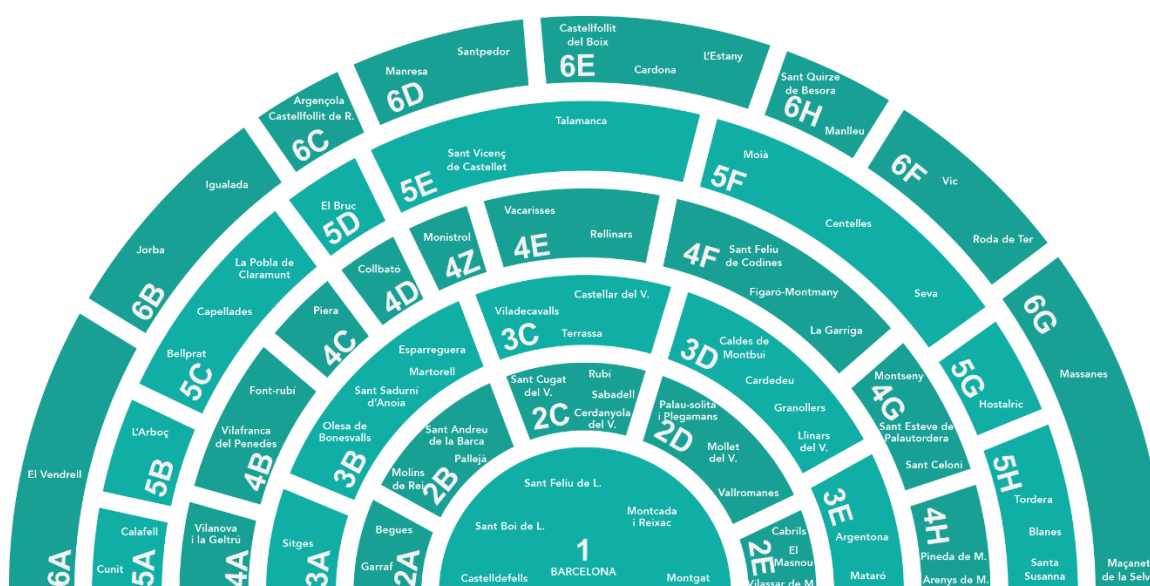 Castellfollit
del Boix
6E
Cardona
L'Estany
Santpedor
Manresa
6D
Argençola
Castellfollit de R.
6C
Sant Quirze
de Besora
6H
Manlleu
6F
Vic
Roda de Ter
Igualada
Jorba
6B
Talamanca
Sant Vicenç
de Castellet
5E
Moià
5F
Centelles
Seva
El Bruc
5D
La Pobla de
Claramunt
Capellades
Bellprat
5C
Vacarisses
4E
Rellinars
Monistrol
4Z
Collbató
4D
Piera
4C
Sant Feliu
de Codines
4F
Figaró-Montmany
La Garriga
6G
Massanes
Maçanet
de la Selva
5G
Hostalric
Castellar del V.
Viladecavalls
3C
Terrassa
Caldes de
Montbui
3D
Cardedeu
Granollers
Llinars
del V.
Esparreguera
Martorell
Sant Sadurní
d'Anoia
Olesa de
Bonesvalls
3B
Montseny
4G
Sant Esteve de
Palautordera
Sant Celoni
Font-rubí
Vilafranca
del Penedès
4B
L'Arboç
5B
El Vendrell
6A
Sant Cugat
del V.
Rubí
Sabadell
2C
Cerdanyola
del V.
Palau-solita
i Plegamans
2D
Mollet
del V.
Vallromanes
Sant Andreu
de la Barca
Pallejà
Molins
de Rei
2B
5H
Tordera
Blanes
Santa
Susanna
3E
Argentona
Mataró
4H
Pineda de M.
Arenys de M.
Calafell
Cunit
5A
Vilanova
i la Geltrú
4A
Sitges
3A
Begues
Garraf
2A
Sant Feliu de L.
Montcada
i Reixac
Sant Boi de L.
1
BARCELONA
Castelldefels
Montgat
Cabrils
2E
El
Masnou
Vilassar de M.